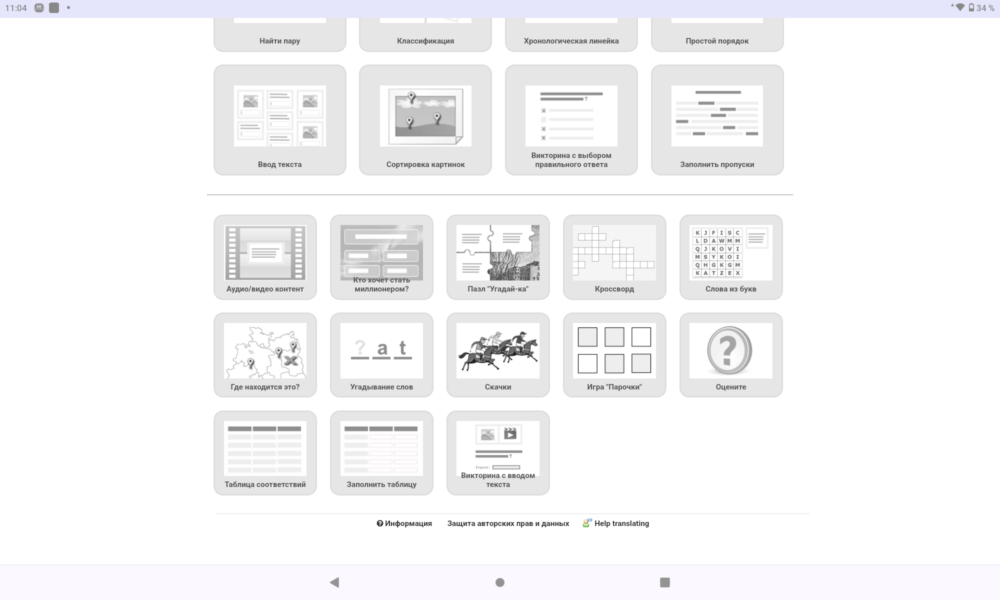 11:04
AD
34 %
Найти пару
Классификация
Хронологическая линейка
Простой порядок
?
Ввод текста
Сортировка картинок
Викторина с выбором
правильного ответа
Заполнить пропуски
K J F I S C
L D A W M M
Q J K O V I
M S Y K O I
Q H G K G M
K A T Z E X
Аудио/видео контент
Кто хочет стать
миллионером?
Пазл "Угадай-ка"
Кроссворд
Слова из букв
? a t
?
Где находится это?
Угадывание слов
Скачки
Игра "Парочки"
Оцените
?
Input:
Таблица соответствий
Заполнить таблицу
Викторина с вводом
текста
Информация
Защита авторских прав и данных
Help translating